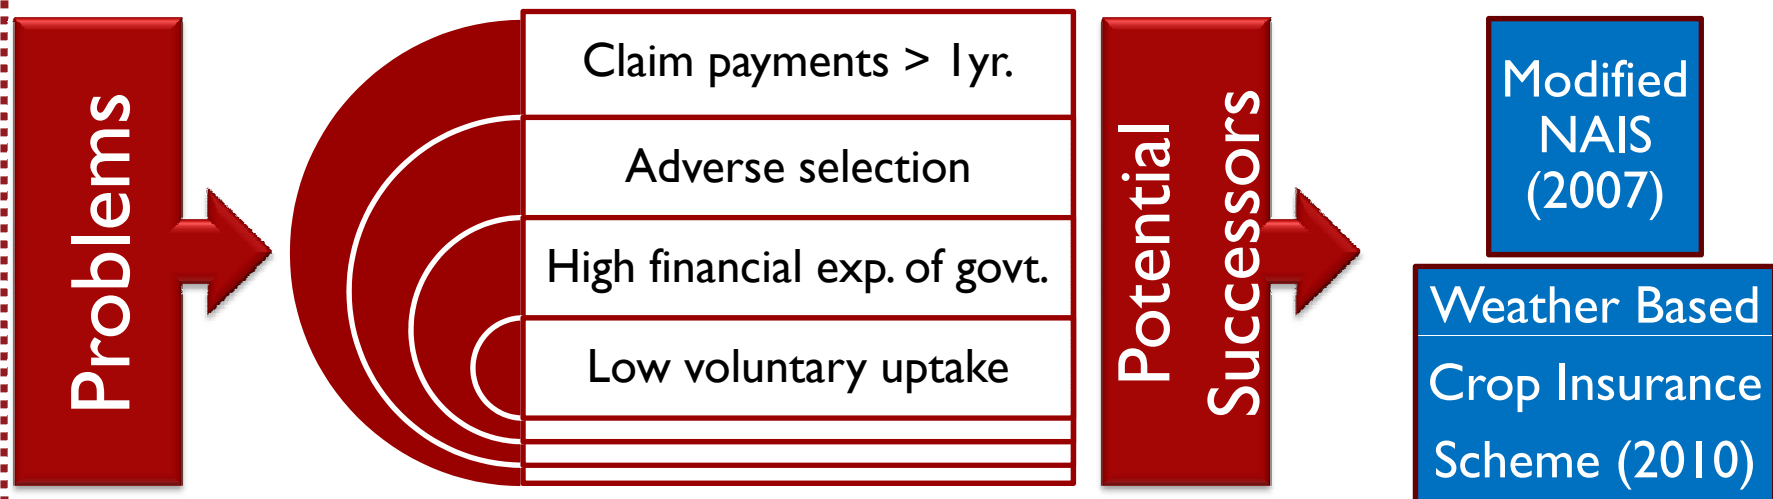 Problems
Claim payments > 1yr.
Adverse selection
High financial exp. of govt.
Low voluntary uptake
Potential
Successors
Modified
NAIS
(2007)
Weather Based
Crop Insurance
Scheme (2010)